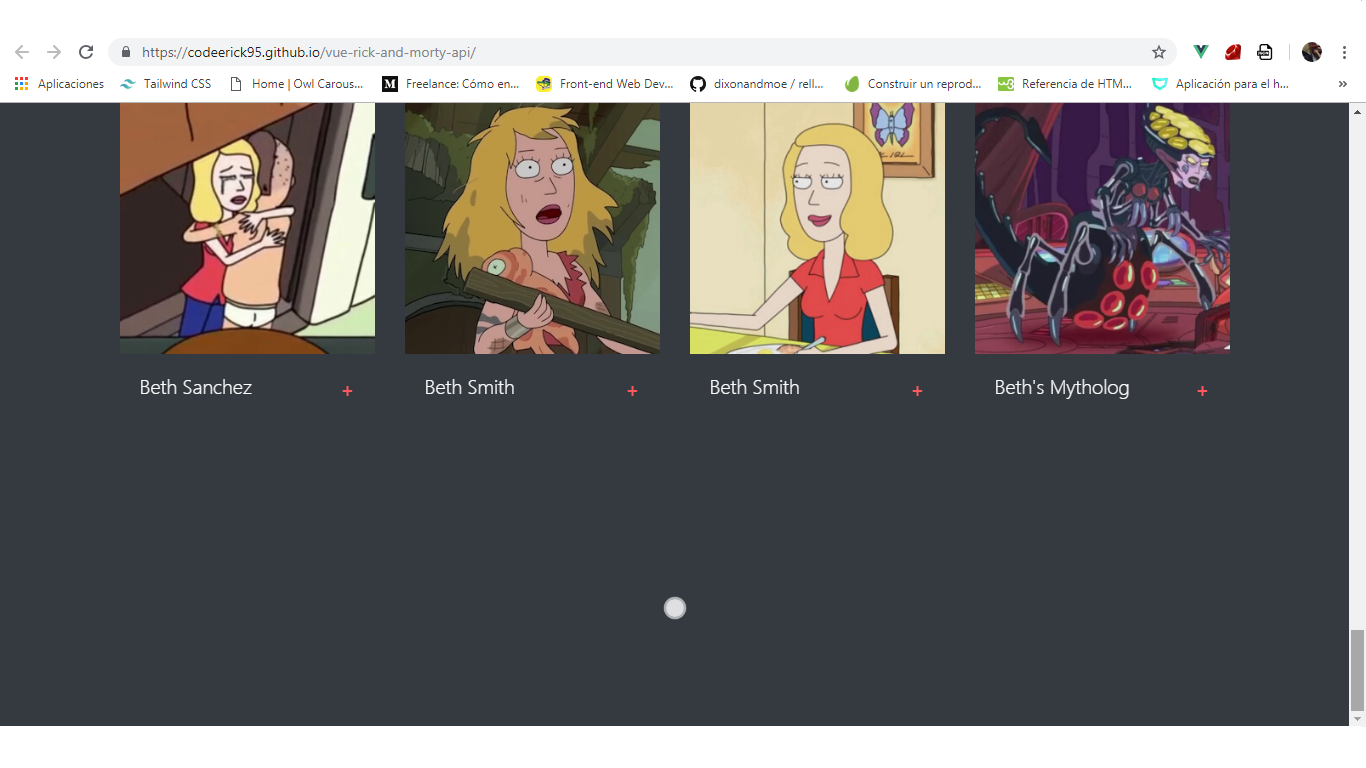 https://codeerick95.github.io/vue-rick-and-morty-api/
Aplicaciones
Tailwind CSS
Home | Owl Carous...
Freelance: Cómo en...
Front-end Web Dev...
dixonandmoe / rell...
Construir un reprod...
Referencia de HTM...
Aplicación para el h...
»
Beth Sanchez +
Beth Smith +
Beth Smith +
Beth's Mytholog +